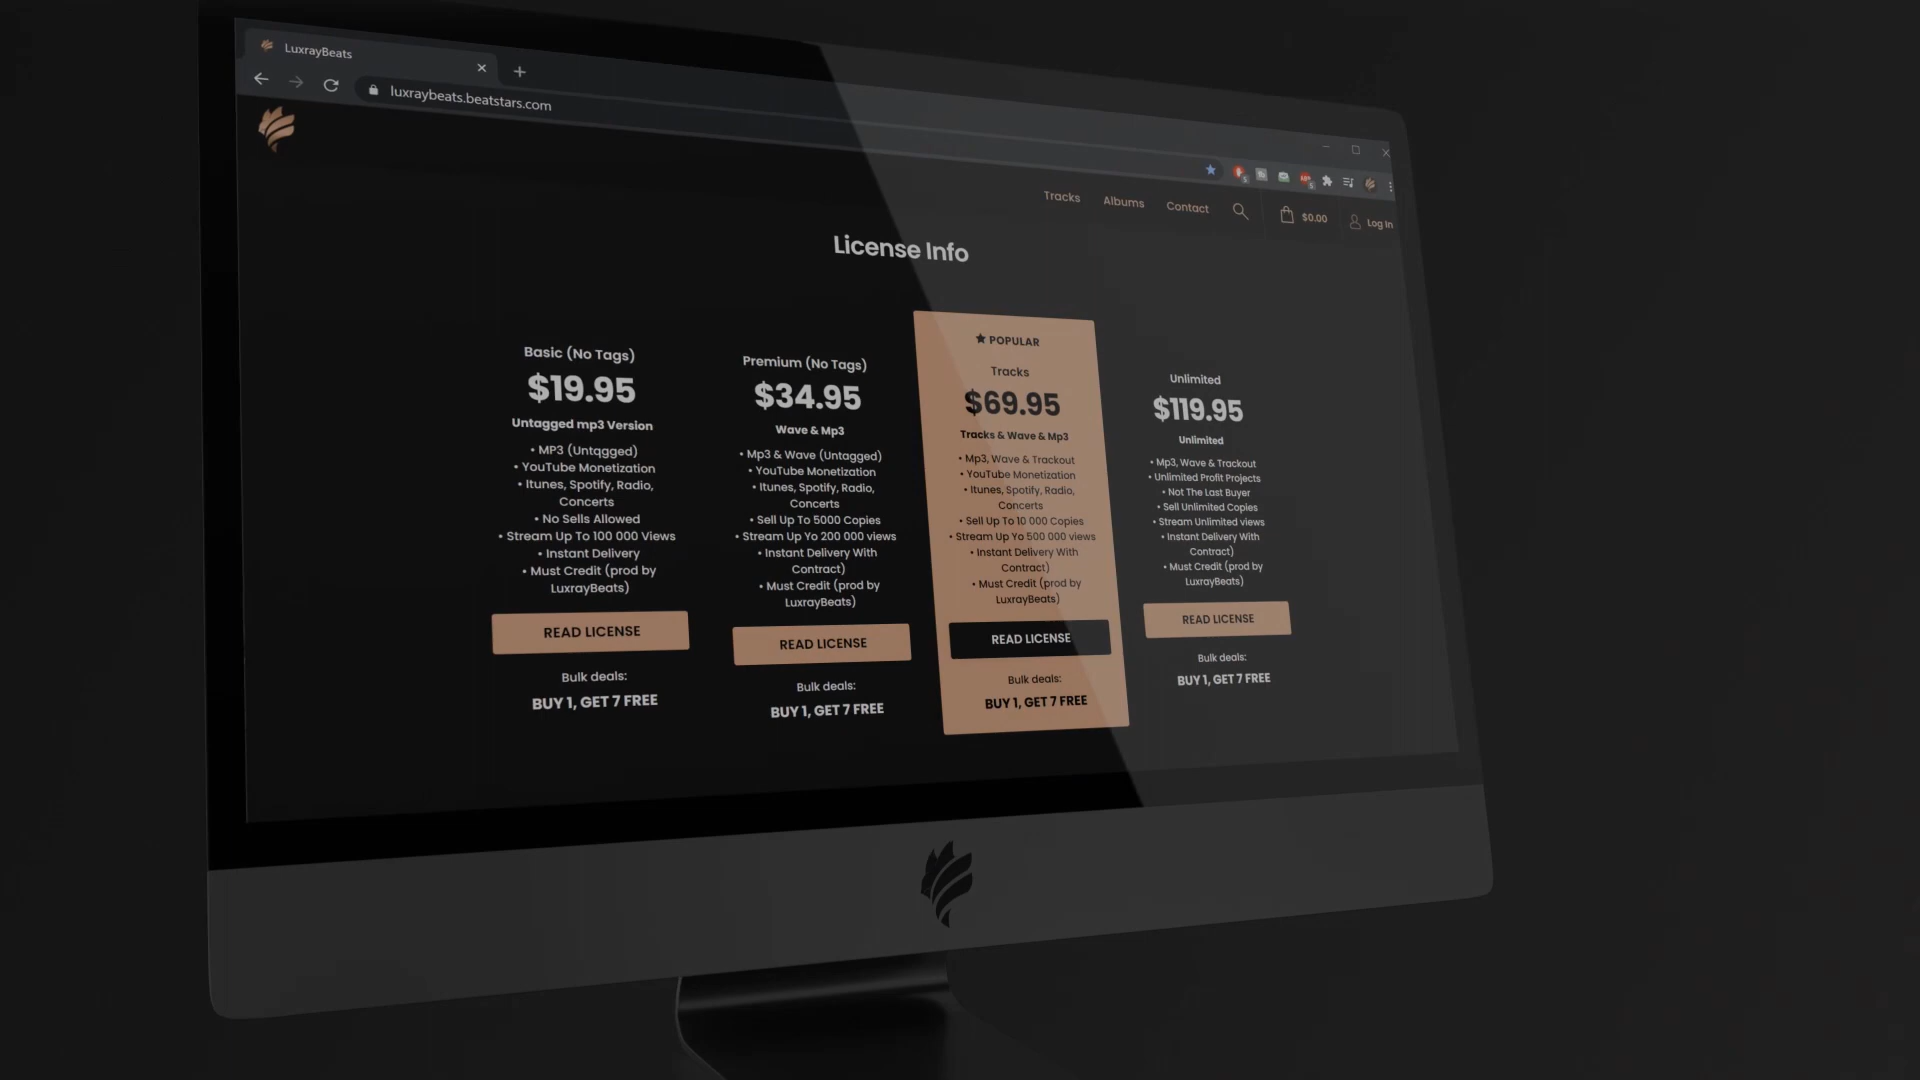 LuxrayBeats
luxraybeats.beatstars.com
Tracks
Albums
Contact
$0.00
Log In
License Info
Basic (No Tags)
$19.95
Untagged mp3 Version
• MP3 (Untqgged)
• YouTube Monetization
• Itunes, Spotify, Radio,
Concerts
• No Sells Allowed
• Stream Up To 100 000 Views
• Instant Delivery
• Must Credit (prod by
LuxrayBeats)
READ LICENSE
Bulk deals:
BUY 1, GET 7 FREE
Premium (No Tags)
$34.95
Wave & Mp3
• Mp3 & Wave (Untagged)
• YouTube Monetization
• Itunes, Spotify, Radio,
Concerts
• Sell Up To 5000 Copies
• Stream Up Yo 200 000 views
• Instant Delivery With
Contract)
• Must Credit (prod by
LuxrayBeats)
READ LICENSE
Bulk deals:
BUY 1, GET 7 FREE
POPULAR
Tracks
$69.95
Tracks & Wave & Mp3
• Mp3, Wave & Trackout
• YouTube Monetization
• Itunes, Spotify, Radio,
Concerts
• Sell Up To 10 000 Copies
• Stream Up Yo 500 000 views
• Instant Delivery With
Contract)
• Must Credit (prod by
LuxrayBeats)
READ LICENSE
Bulk deals:
BUY 1, GET 7 FREE
Unlimited
$119.95
Unlimited
• Mp3, Wave & Trackout
• Unlimited Profit Projects
• Not The Last Buyer
• Sell Unlimited Copies
• Stream Unlimited views
• Instant Delivery With
Contract)
• Must Credit (prod by
LuxrayBeats)
READ LICENSE
Bulk deals:
BUY 1, GET 7 FREE